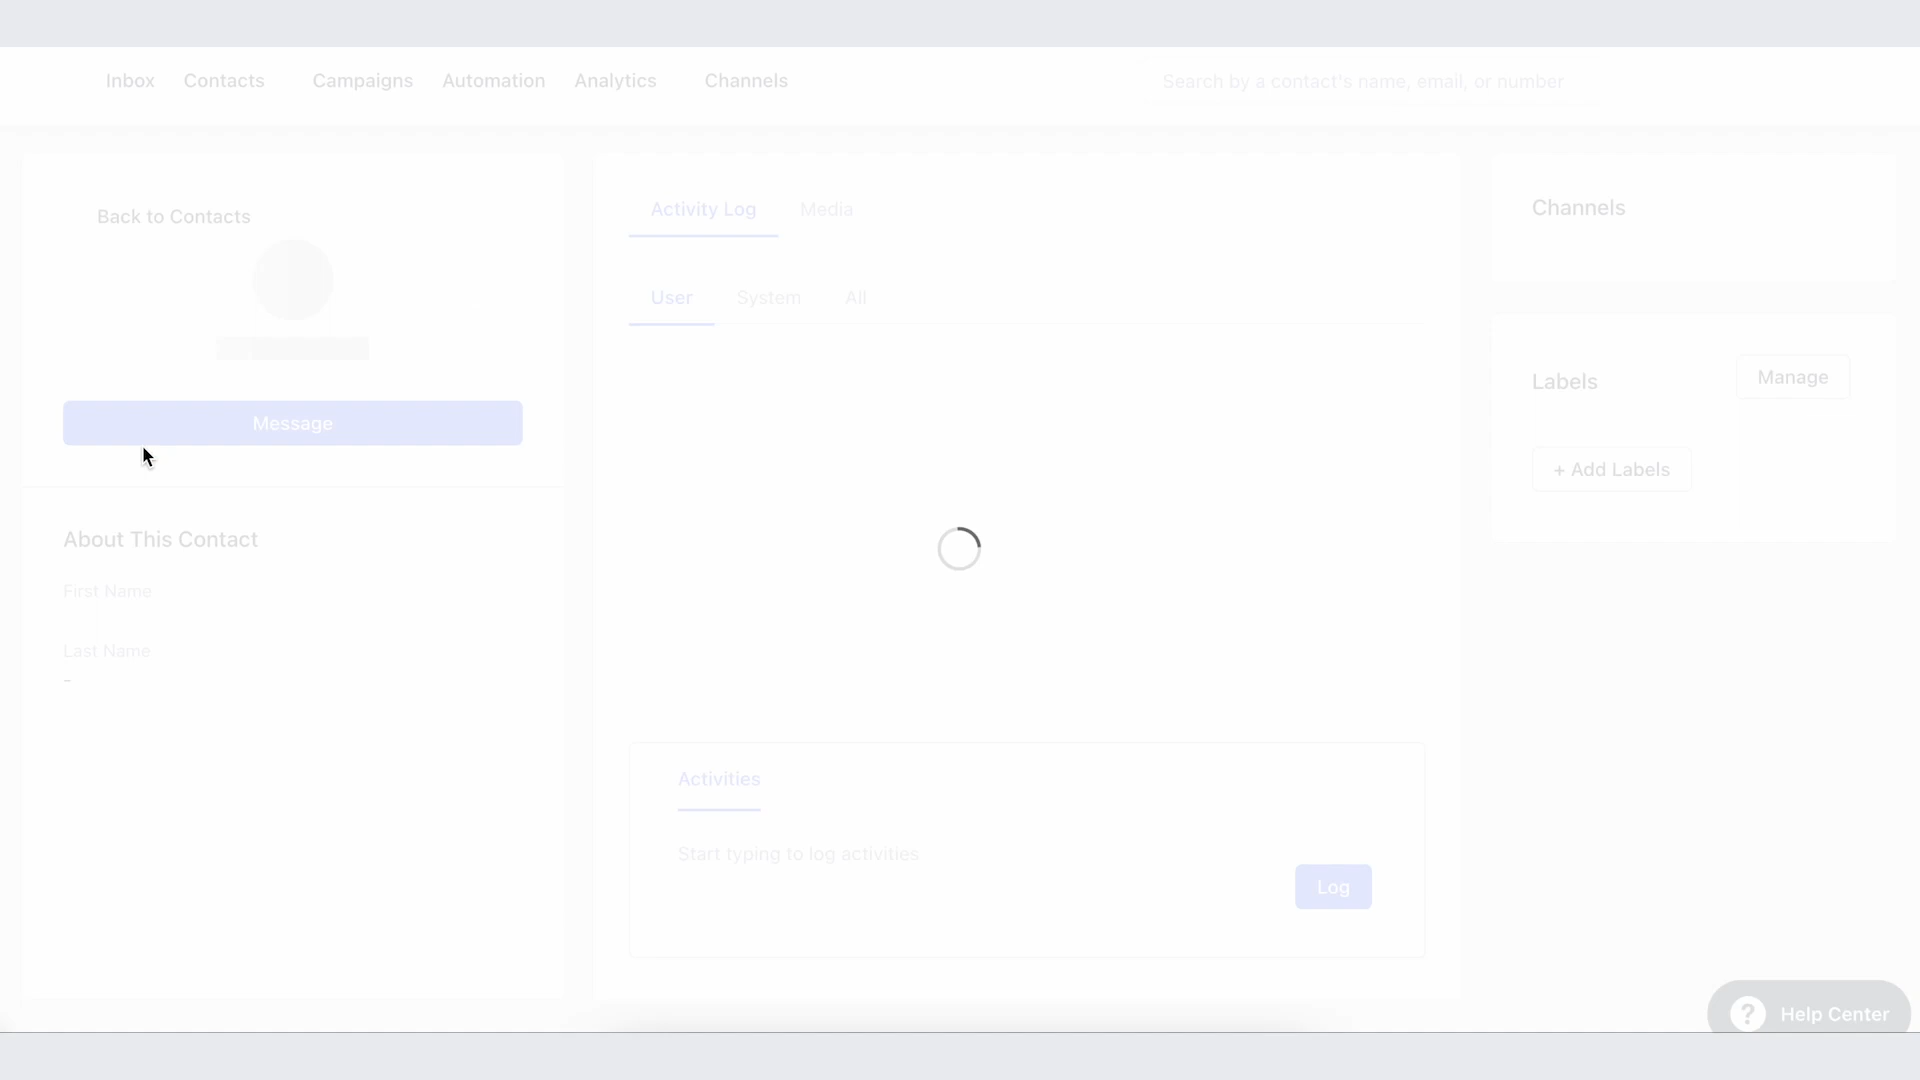 Inbox Contacts Campaigns Automation Analytics Channels Search by a contact's name, email, or number
Back to Contacts
Message
About This Contact
First Name
Last Name
-
Activity Log Media
User System All
Activities
Start typing to log activities
Log
Channels
Labels Manage
+ Add Labels
? Help Center